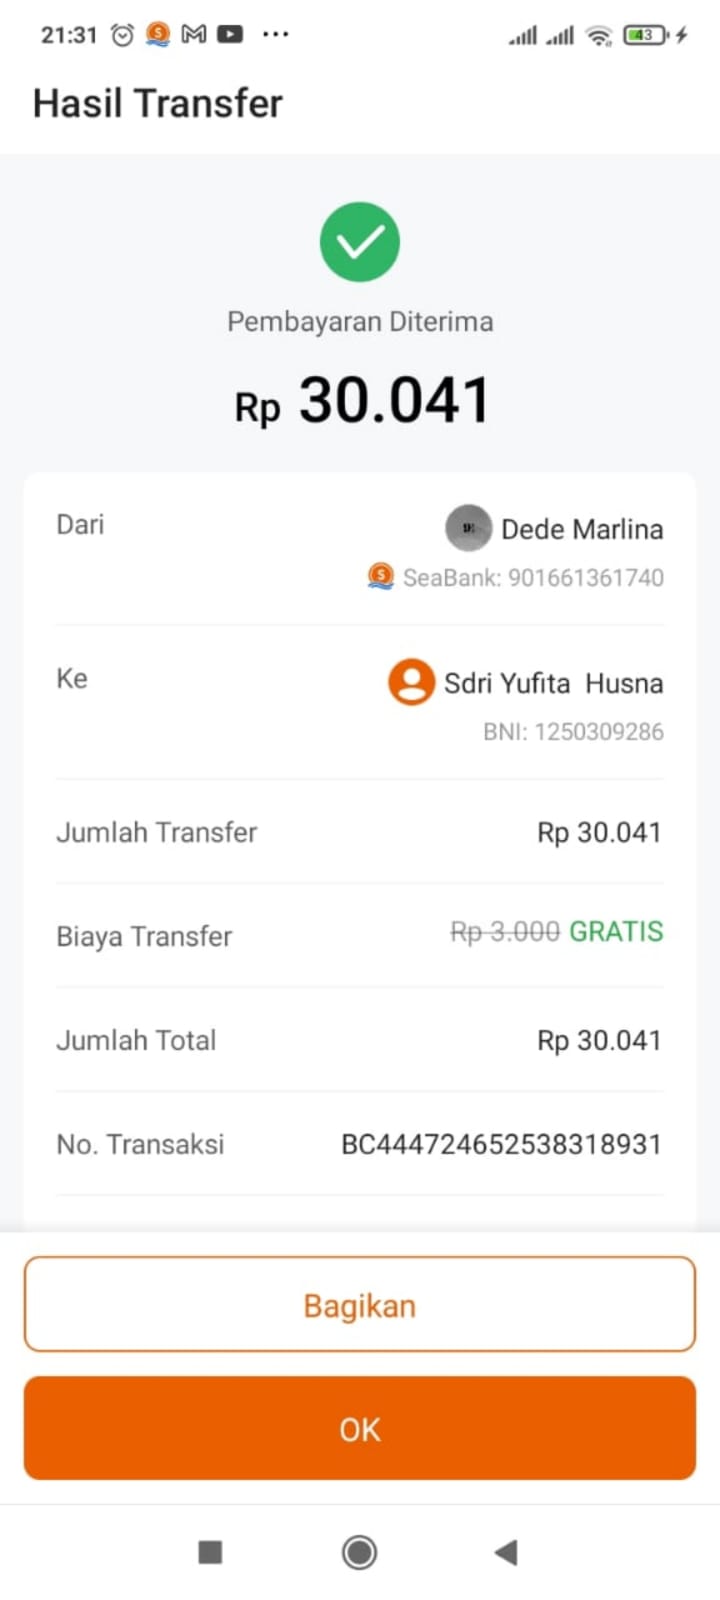 21:31 43
Hasil Transfer
Pembayaran Diterima
Rp 30.041
Dari Dede Marlina
SeaBank: 901661361740
Ke Sdri Yufita Husna
BNI: 1250309286
Jumlah Transfer Rp 30.041
Biaya Transfer Rp 3.000 GRATIS
Jumlah Total Rp 30.041
No. Transaksi BC444724652538318931
Bagikan
OK